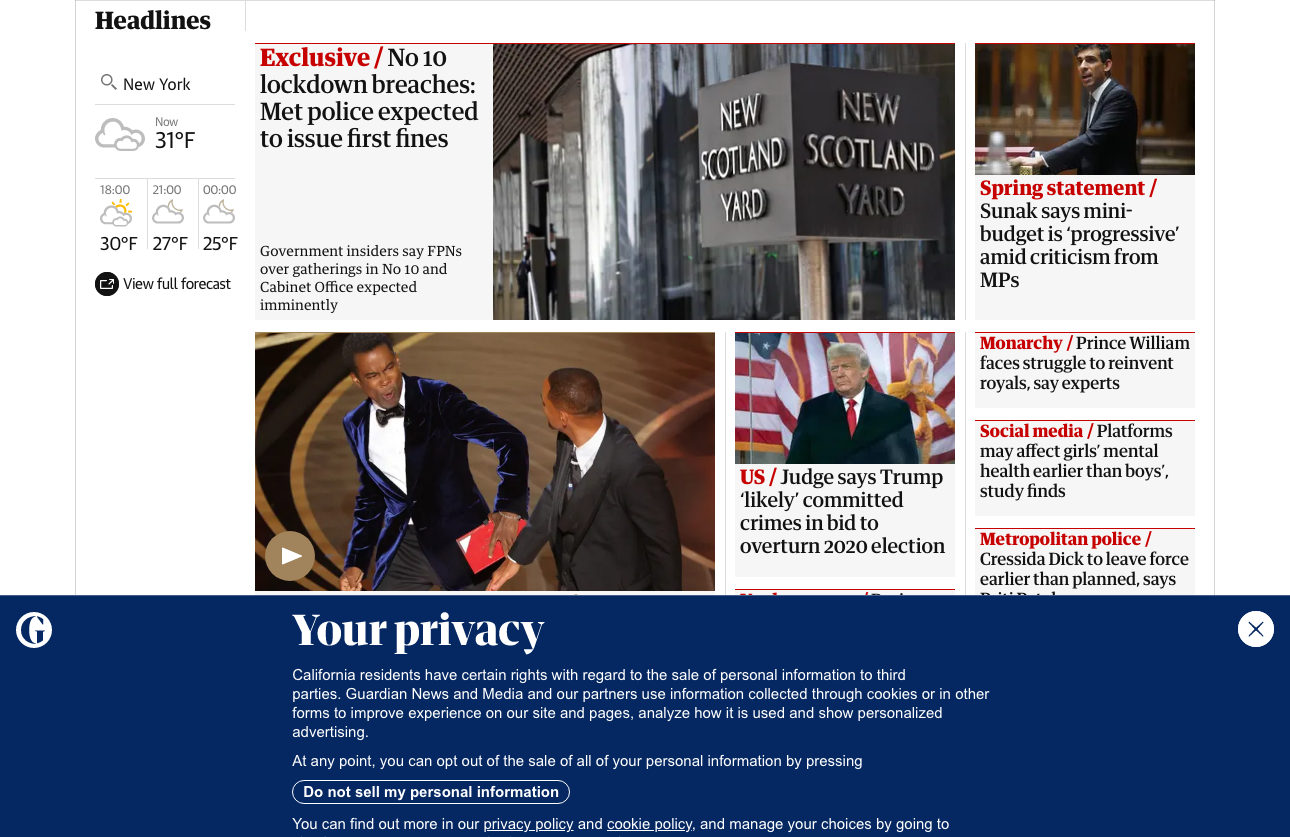 Headlines
New York
Now
31°F
18:00 21:00 00:00
30°F 27°F 25°F
View full forecast
Exclusive / No 10
lockdown breaches:
Met police expected
to issue first fines
Government insiders say FPNs
over gatherings in No 10 and
Cabinet Office expected
imminently
NEW
SCOTLAND
YARD
NEW
SCOTLAND
YARD
Spring statement /
Sunak says mini-
budget is ‘progressive’
amid criticism from
MPs
US / Judge says Trump
‘likely’ committed
crimes in bid to
overturn 2020 election
Monarchy / Prince William
faces struggle to reinvent
royals, say experts
Social media / Platforms
may affect girls’ mental
health earlier than boys’,
study finds
Metropolitan police /
Cressida Dick to leave force
earlier than planned, says
Your privacy
California residents have certain rights with regard to the sale of personal information to third
parties. Guardian News and Media and our partners use information collected through cookies or in other
forms to improve experience on our site and pages, analyze how it is used and show personalized
advertising.
At any point, you can opt out of the sale of all of your personal information by pressing
Do not sell my personal information
You can find out more in our privacy policy and cookie policy, and manage your choices by going to